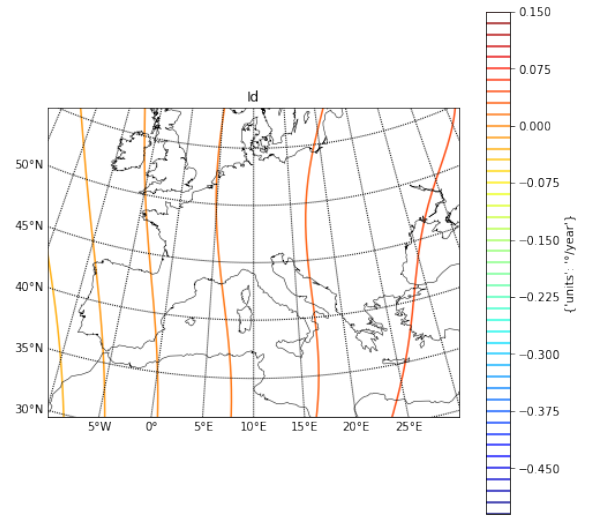 Id
50°N
45°N
40°N
35°N
30°N
5°W
0°
5°E
10°E
15°E
20°E
25°E
0.150
0.075
0.000
−0.075
−0.150
−0.225
−0.300
−0.375
−0.450
{'units': '°/year'}